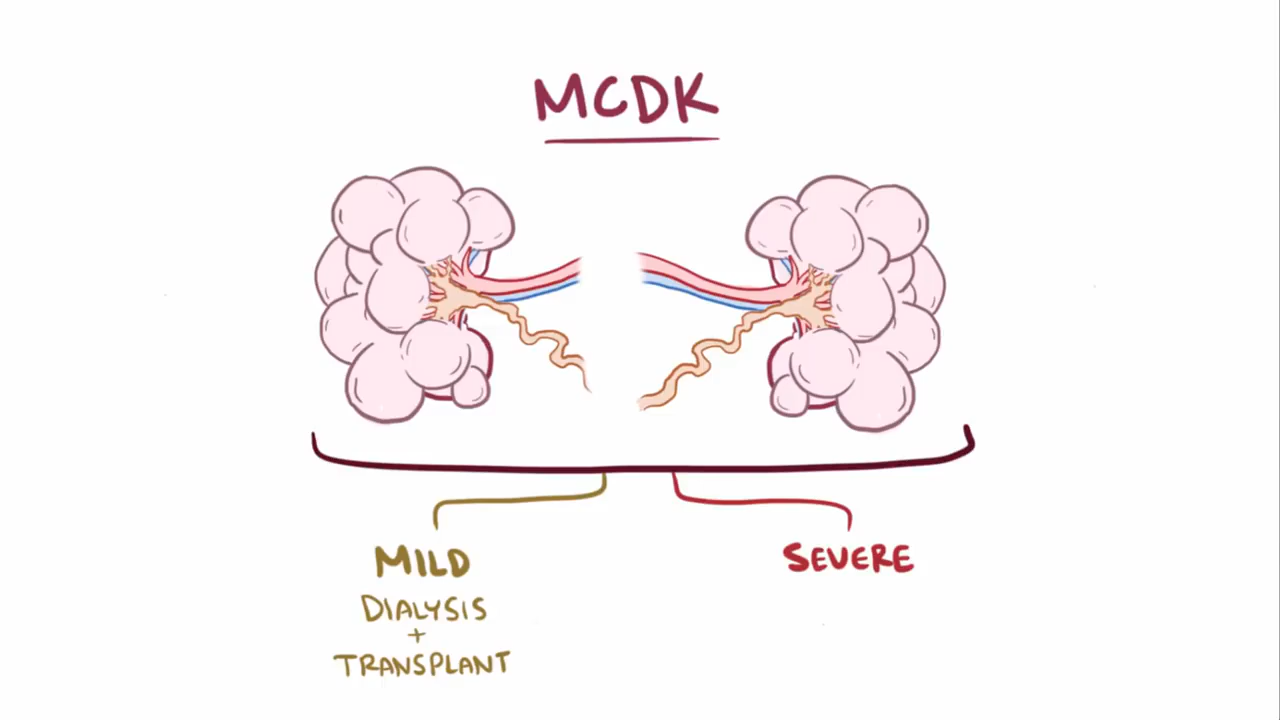 MCDK
MILD
DIALYSIS
+
TRANSPLANT
SEVERE